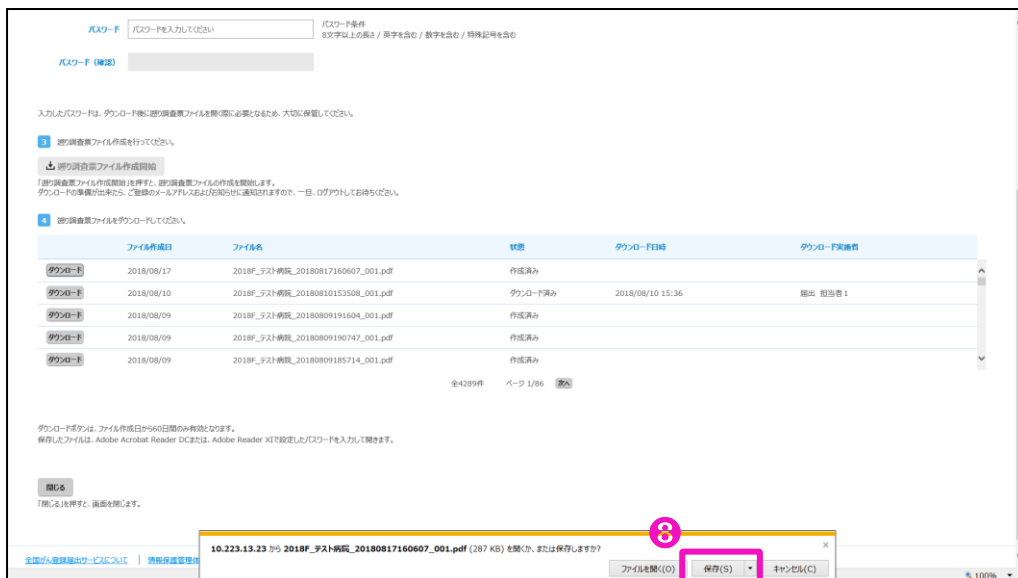 パスワード パスワードを入力してください パスワード条件
8文字以上の長さ / 英字を含む / 数字を含む / 特殊記号を含む
パスワード (確認)
入力したパスワードは、ダウンロード後に遡り調査票ファイルを開く際に必要となるため、大切に保管してください。
3 遡り調査票ファイル作成を行ってください。
遡り調査票ファイル作成開始
「遡り調査票ファイル作成開始」を押すと、遡り調査票ファイルの作成を開始します。
ダウンロードの準備が出来たら、ご登録のメールアドレスおよびお知らせに通知されますので、一旦、ログアウトしてお待ちください。
4 遡り調査票ファイルをダウンロードしてください。
ファイル作成日 ファイル名 状態 ダウンロード日時 ダウンロード実施者
ダウンロード 2018/08/17 2018F_テスト病院_20180817160607_001.pdf 作成済み
ダウンロード 2018/08/10 2018F_テスト病院_20180810153508_001.pdf ダウンロード済み 2018/08/10 15:36 届出 担当者1
ダウンロード 2018/08/09 2018F_テスト病院_20180809191604_001.pdf 作成済み
ダウンロード 2018/08/09 2018F_テスト病院_20180809190747_001.pdf 作成済み
ダウンロード 2018/08/09 2018F_テスト病院_20180809185714_001.pdf 作成済み
全4289件 ページ 1/86 次へ
ダウンロードボタンは、ファイル作成日から60日間のみ有効となります。
保存したファイルは、Adobe Acrobat Reader DCまたは、Adobe Reader XIで設定したパスワードを入力して開きます。
閉じる
「閉じる」を押すと、画面を閉じます。
8
10.223.13.23 から 2018F_テスト病院_20180817160607_001.pdf (287 KB) を開くか、または保存しますか? ×
全国がん登録届出サービスについて | 情報保護管理体
ファイルを開く(O) 保存(S) ▼ キャンセル(C)
100% ▼